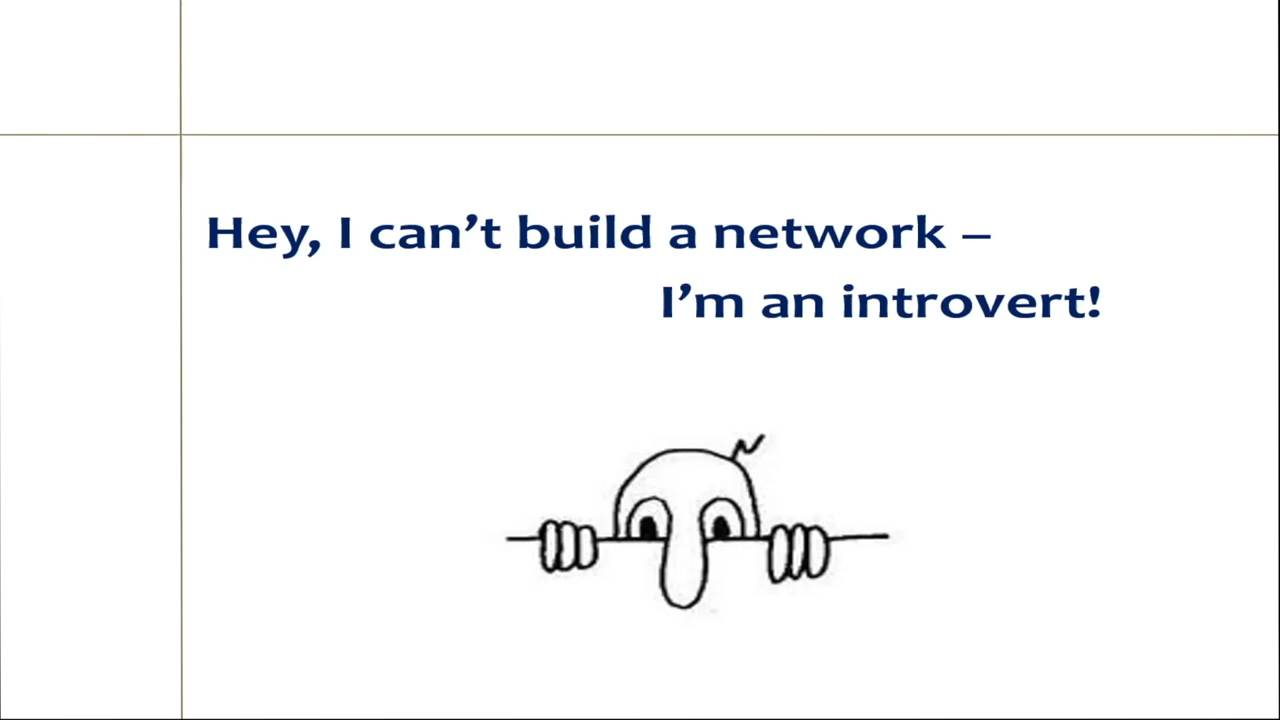 Hey, I can’t build a network –
I’m an introvert!